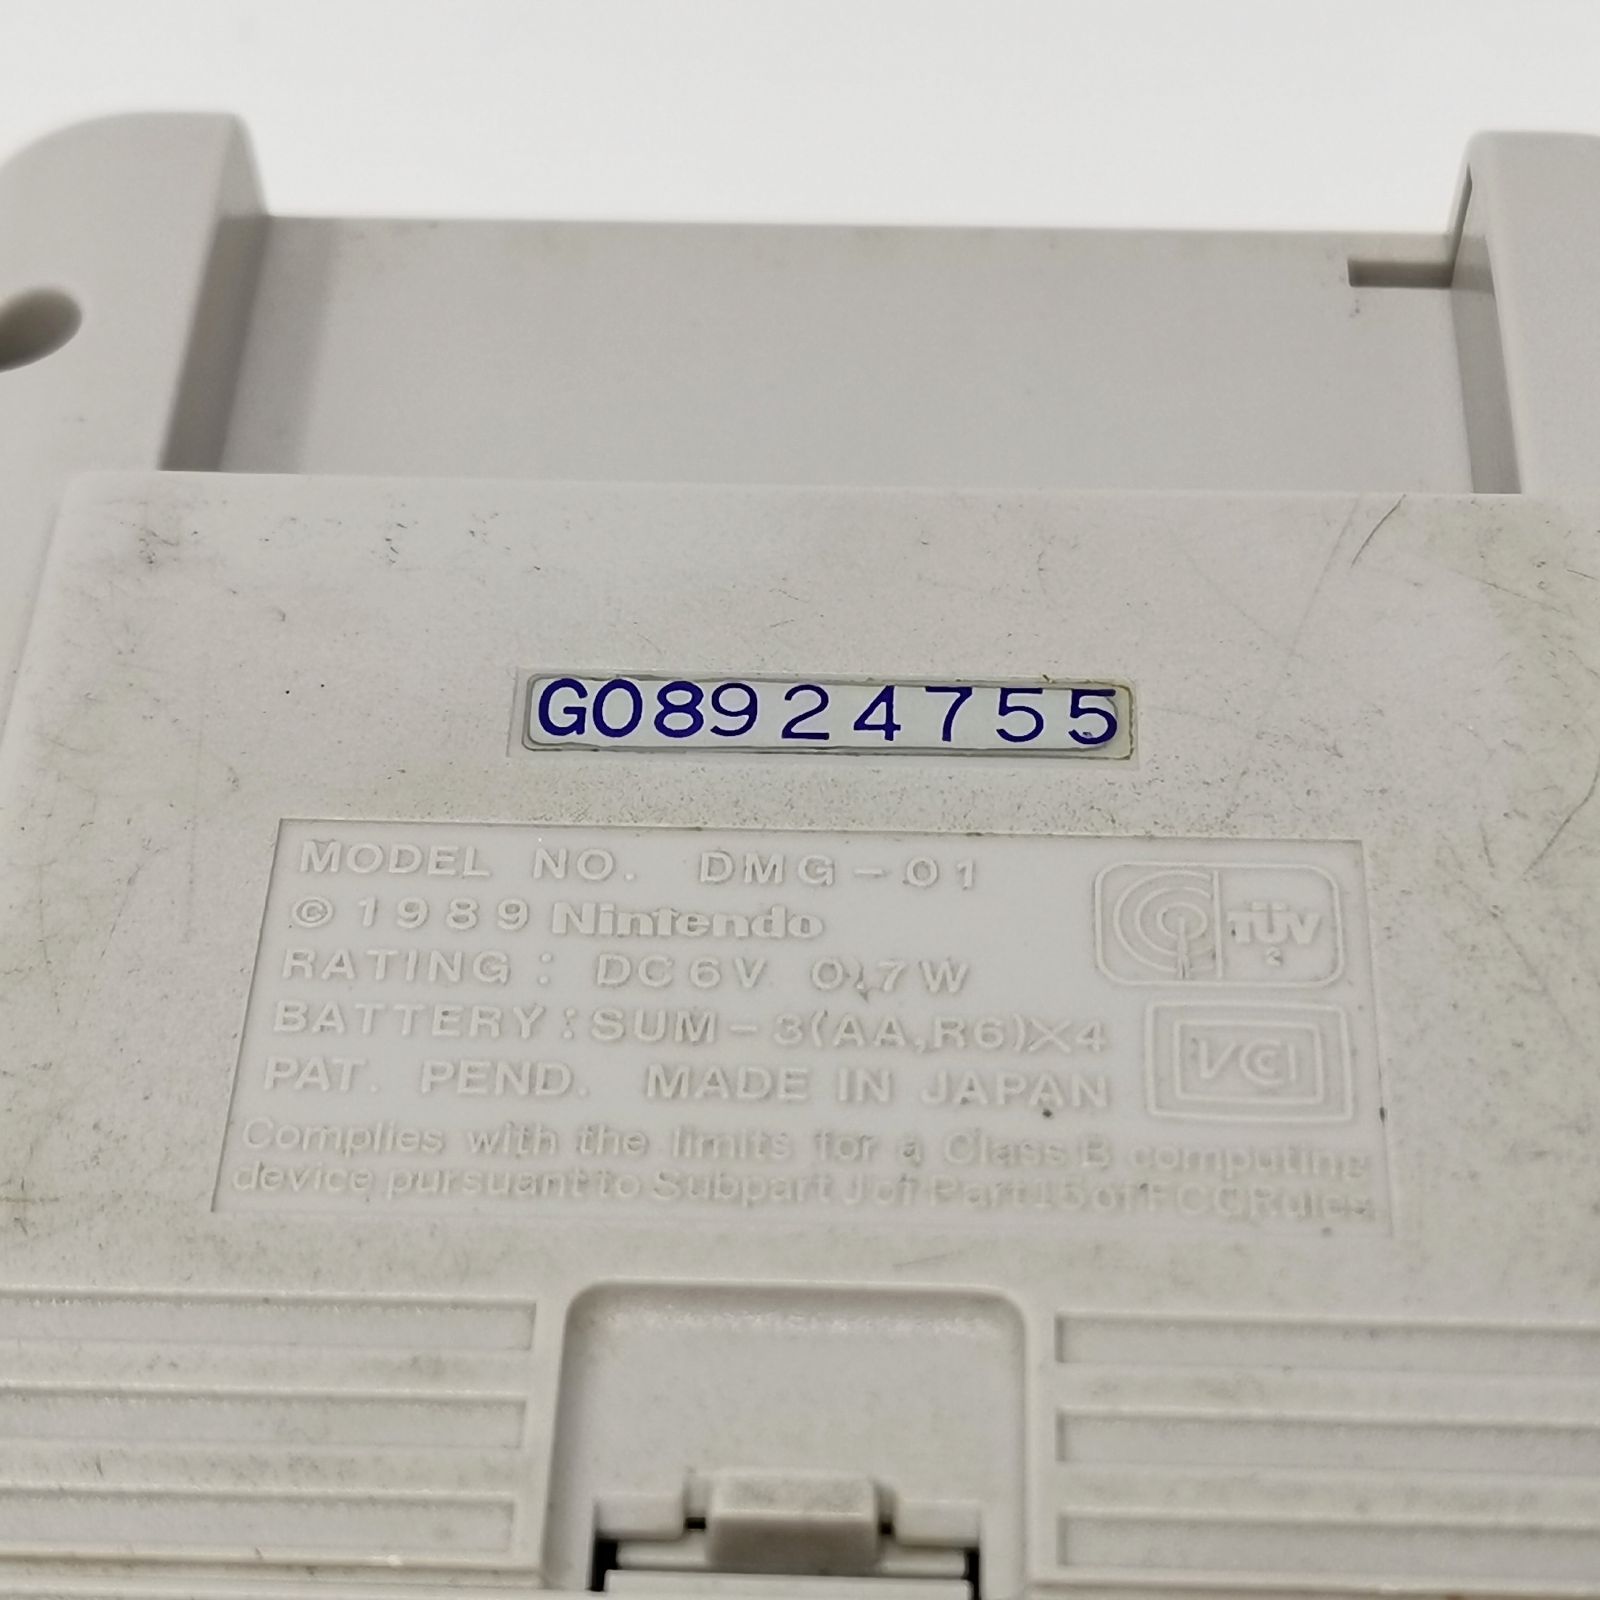 G08924755
MODEL NO. DMG-01
© 1989 Nintendo
RATING : DC6V 0.7W
BATTERY : SUM-3(AA,R6)X4
PAT. PEND. MADE IN JAPAN
Complies with the limits for a Class B computing
device pursuant to Subpart J of Part 15 of FCC Rules
TÜV
VCI